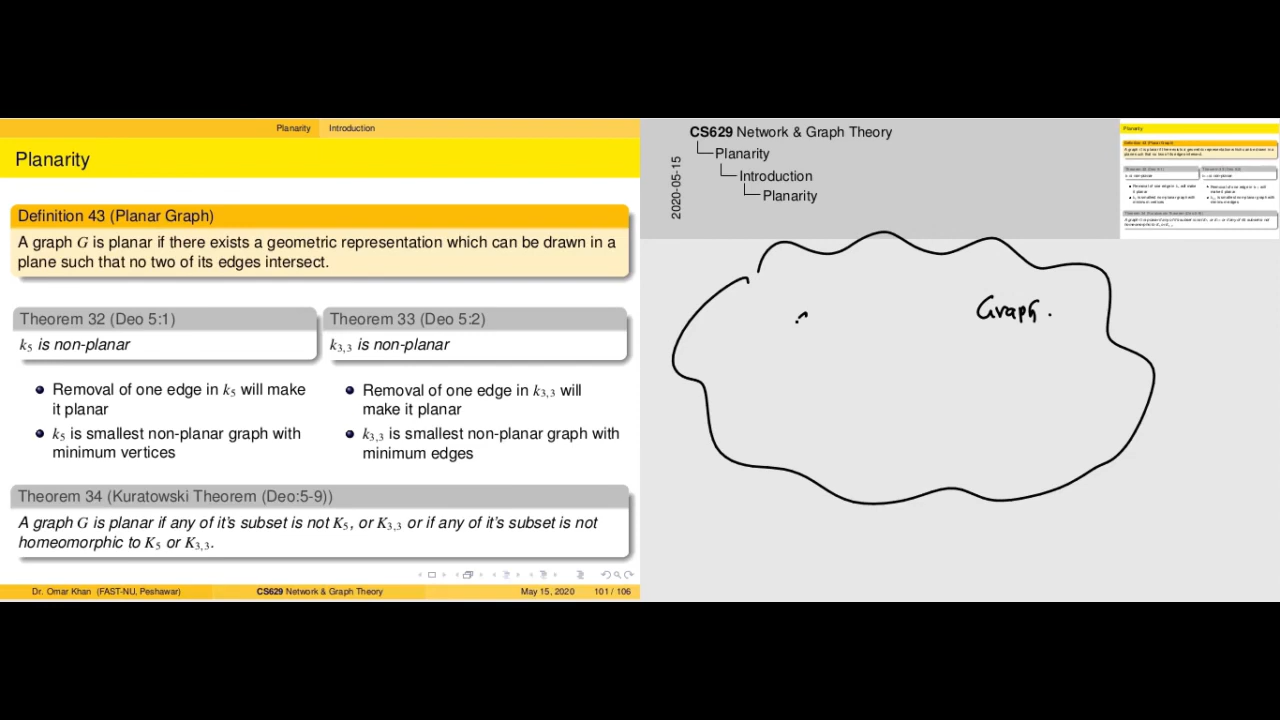 Planarity Introduction
Planarity
Definition 43 (Planar Graph)
A graph G is planar if there exists a geometric representation which can be drawn in a
plane such that no two of its edges intersect.
Theorem 32 (Deo 5:1)
k5 is non-planar
Removal of one edge in k5 will make
it planar
k5 is smallest non-planar graph with
minimum vertices
Theorem 33 (Deo 5:2)
k3,3 is non-planar
Removal of one edge in k3,3 will
make it planar
k3,3 is smallest non-planar graph with
minimum edges
Theorem 34 (Kuratowski Theorem (Deo:5-9))
A graph G is planar if any of it's subset is not K5, or K3,3 or if any of it's subset is not
homeomorphic to K5 or K3,3.
Dr. Omar Khan (FAST-NU, Peshawar) CS629 Network & Graph Theory May 15, 2020 101 / 106
2020-05-15
CS629 Network & Graph Theory
Planarity
Introduction
Planarity
Planarity
Graph.